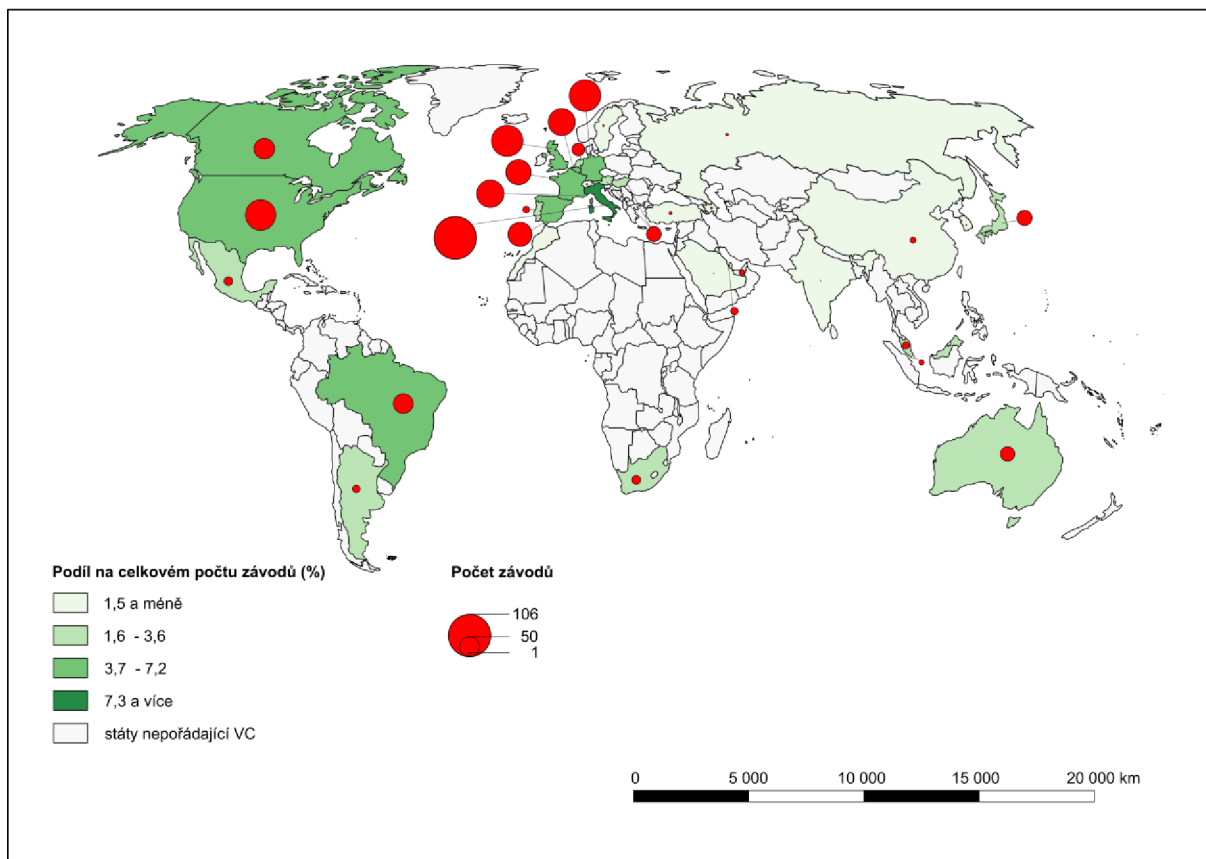 Podíl na celkovém počtu závodů (%)
1,5 a méně
1,6 - 3,6
3,7 - 7,2
7,3 a více
státy nepořádající VC
Počet závodů
106
50
1
0 5 000 10 000 15 000 20 000 km